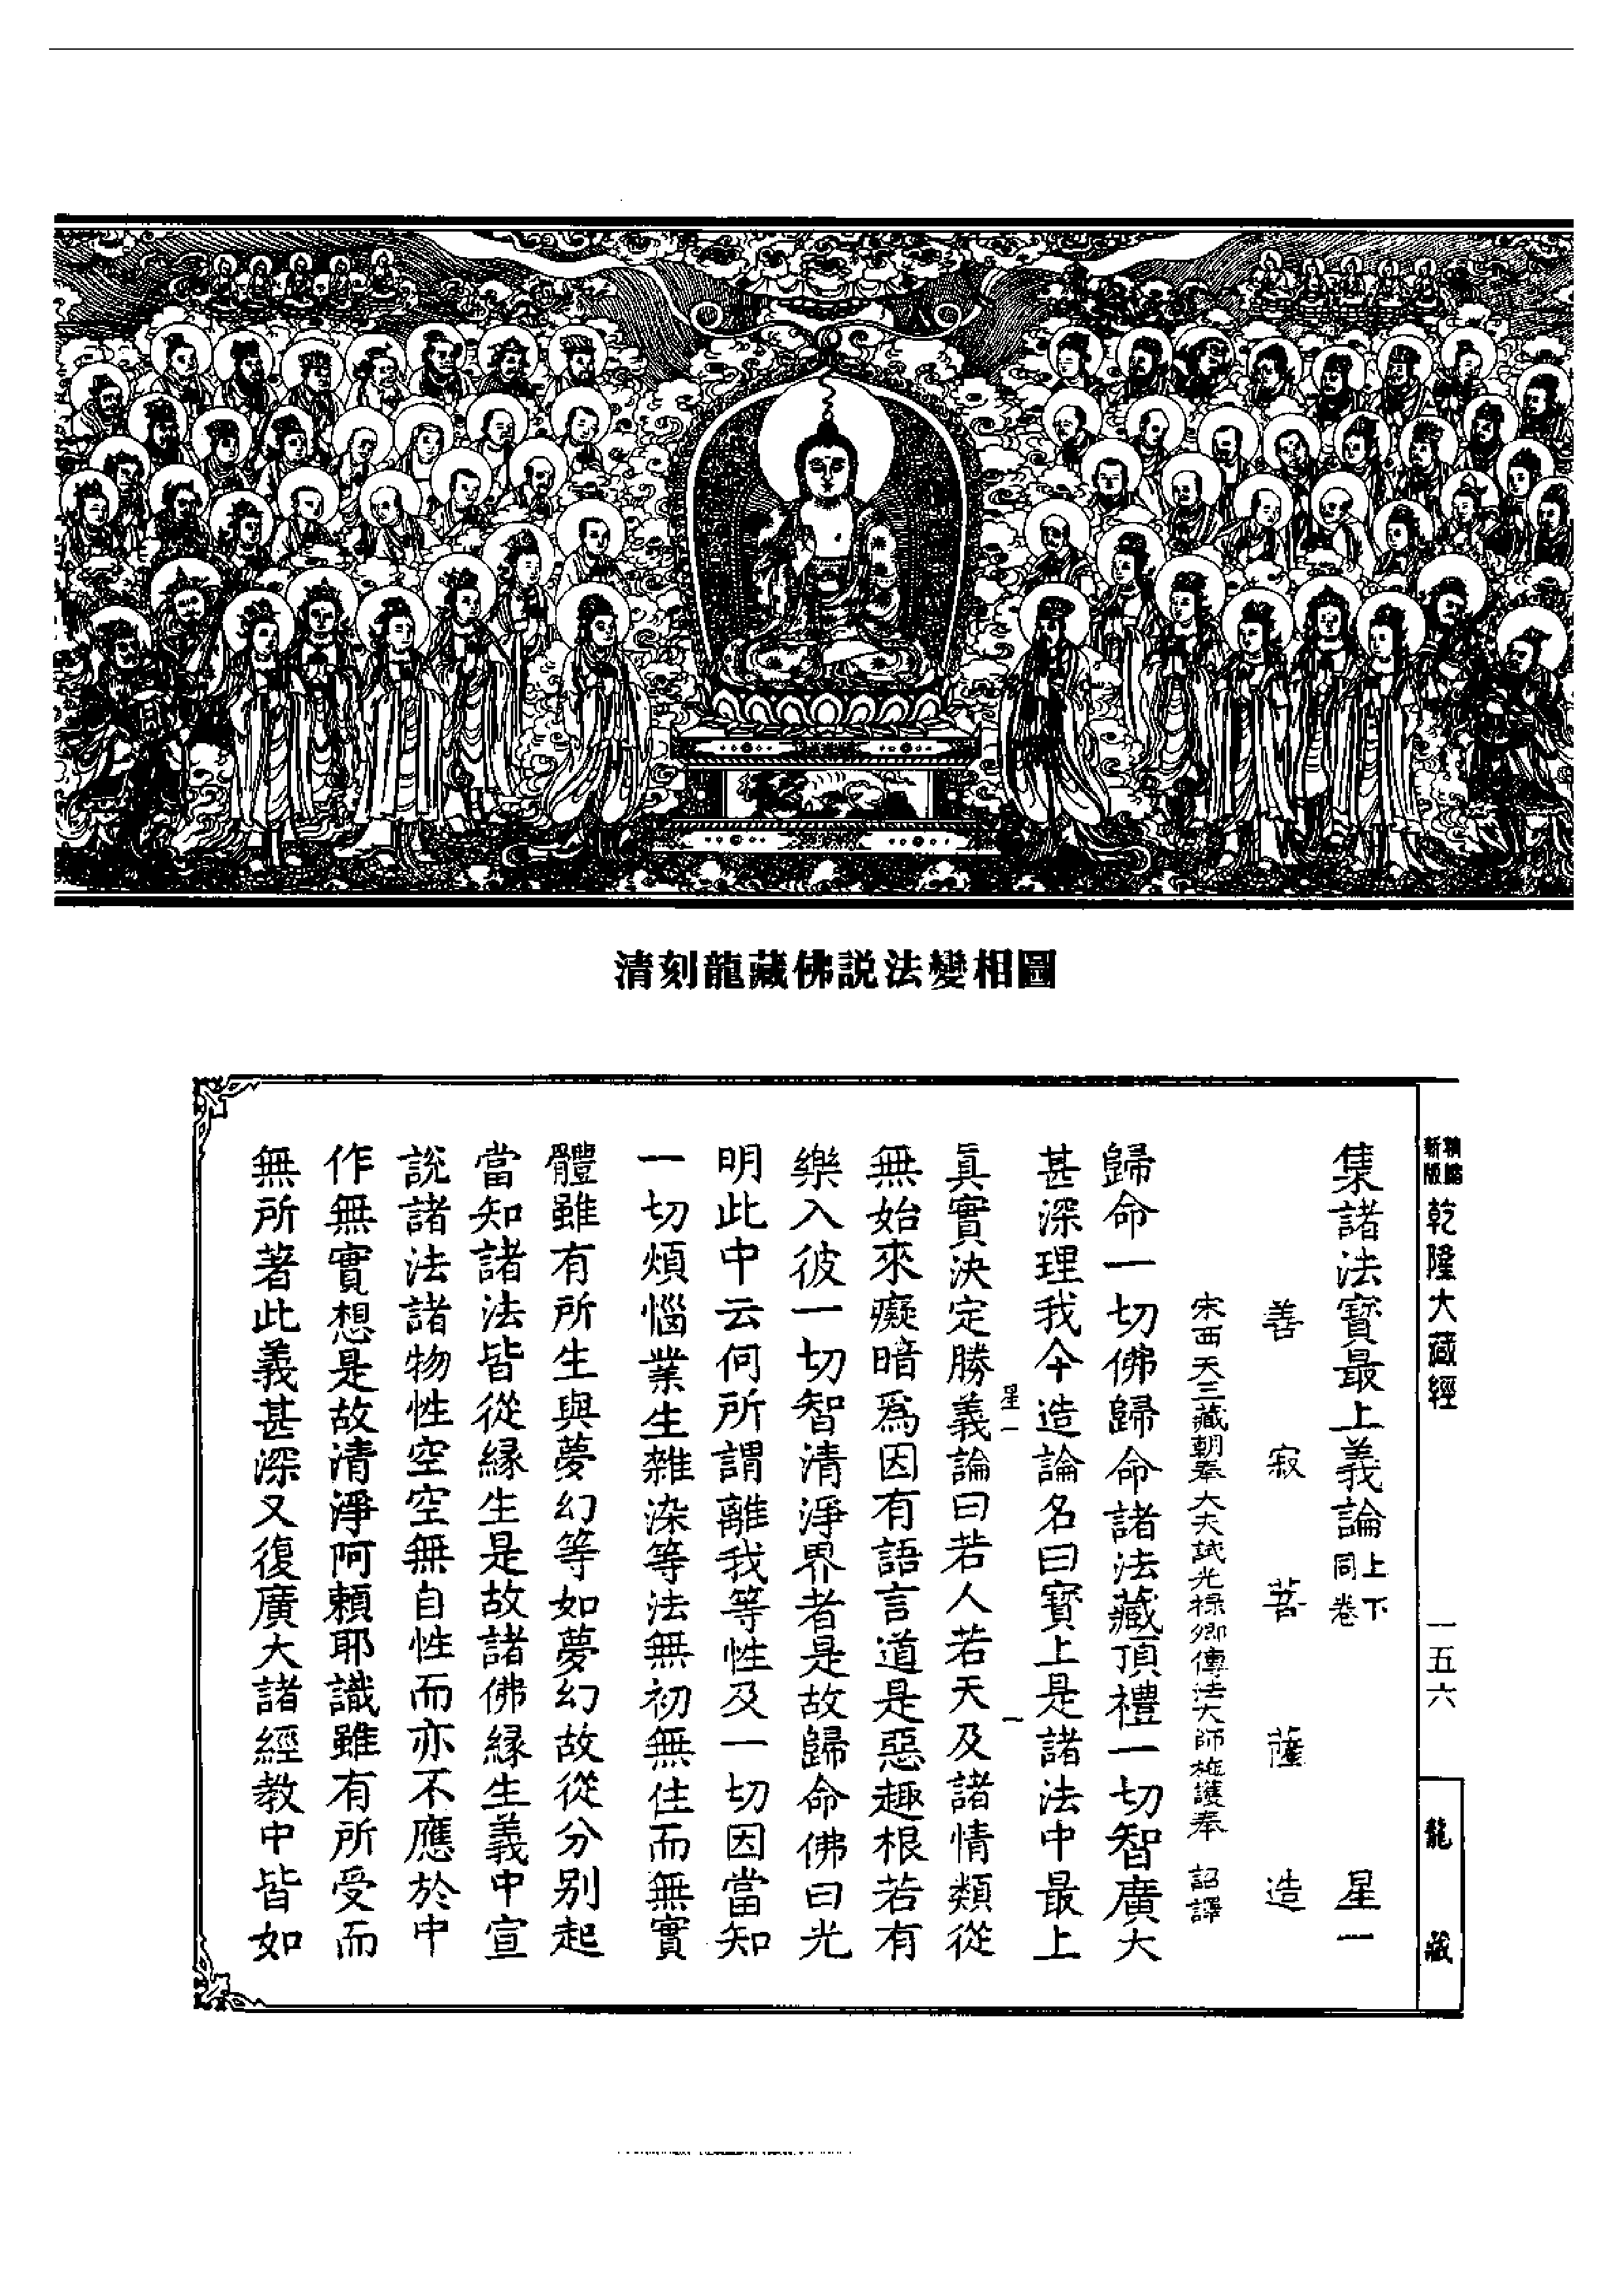 清刻龍藏佛説法變相圖
新版
精縮
乾隆大藏經
一五六
龍藏
集諸法寶最上義論上下同卷 星一
善寂菩薩造
宋西天三藏朝奉大夫試光祿卿傳法大師施護奉 詔譯
歸命一切佛歸命諸法藏頂禮一切智廣大
甚深理我今造論名曰寶上是諸法中最上
星一 一
眞實決定勝義論曰若人若天及諸情類從
無始來癡暗爲因有語言道是惡趣根若有
樂入彼一切智清淨界者是故歸命佛曰光
明此中云何所謂離我等性及一切因當知
一切煩惱業生雜染等法無初無住而無實
體雖有所生與夢幻等如夢幻故從分别起
當知諸法皆從緣生是故諸佛緣生義中宣
說諸法諸物性空空無自性而亦不應於中
作無實想是故清淨阿賴耶識雖有所受而
無所著此義甚深又復廣大諸經教中皆如